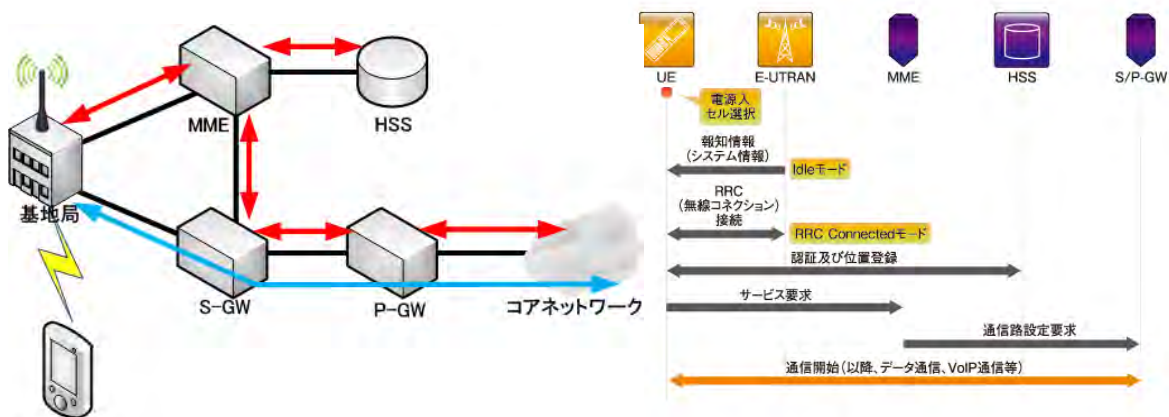 MME
HSS
基地局
S-GW
P-GW
コアネットワーク
UE
E-UTRAN
MME
HSS
S/P-GW
電源入
セル選択
報知情報
(システム情報)
Idleモード
RRC
(無線コネクション)
接続
RRC Connectedモード
認証及び位置登録
サービス要求
通信路設定要求
通信開始(以降、データ通信、VoIP通信等)